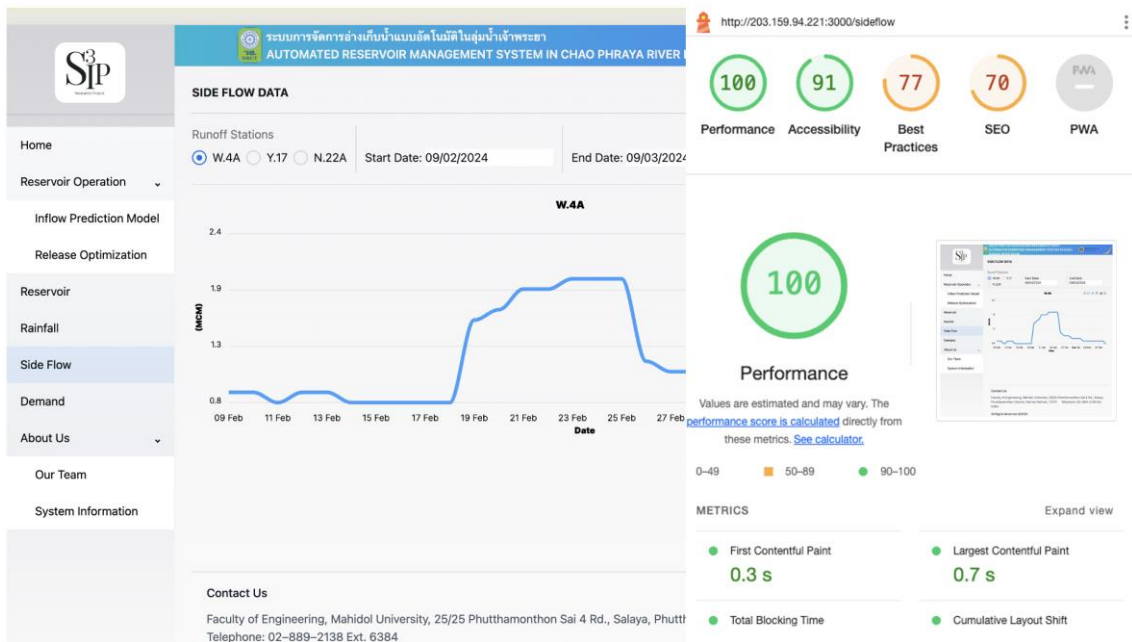 S³IP
Research Project
ระบบการจัดการอ่างเก็บน้ำแบบอัตโนมัติในลุ่มน้ำเจ้าพระยา
AUTOMATED RESERVOIR MANAGEMENT SYSTEM IN CHAO PHRAYA RIVER
Home
Reservoir Operation
Inflow Prediction Model
Release Optimization
Reservoir
Rainfall
Side Flow
Demand
About Us
Our Team
System Information
SIDE FLOW DATA
Runoff Stations
W.4A Y.17 N.22A Start Date: 09/02/2024 End Date: 09/03/2024
W.4A
2.4
1.9
1.3
0.8
(MCM)
09 Feb 11 Feb 13 Feb 15 Feb 17 Feb 19 Feb 21 Feb 23 Feb 25 Feb 27 Feb
Date
Contact Us
Faculty of Engineering, Mahidol University, 25/25 Phutthamonthon Sai 4 Rd., Salaya,
Telephone: 02-889-2138 Ext. 6384
http://203.159.94.221:3000/sideflow
100 91 77 70 PWA
Performance Accessibility Best Practices SEO PWA
100
Performance
Values are estimated and may vary. The
performance score is calculated directly from
these metrics. See calculator.
0–49 50–89 90–100
METRICS Expand view
First Contentful Paint
0.3 s
Largest Contentful Paint
0.7 s
Total Blocking Time
Cumulative Layout Shift